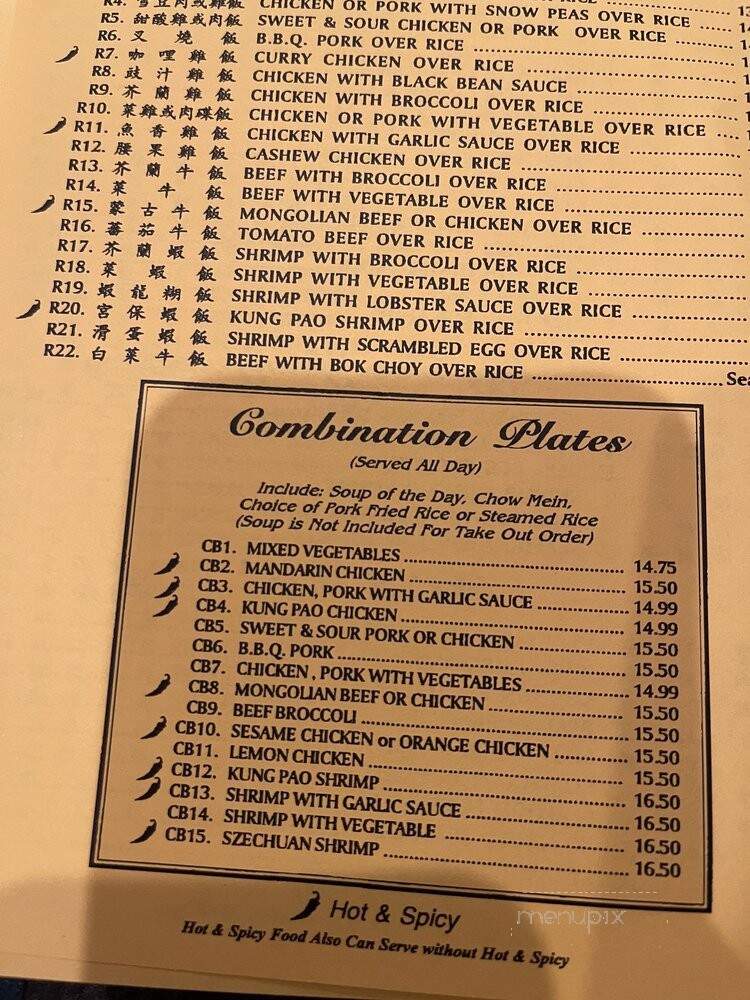 RICE
R4. 雪豆肉或雞飯 CHICKEN OR PORK WITH SNOW PEAS OVER RICE
R5. 甜酸雞或肉飯 SWEET & SOUR CHICKEN OR PORK OVER RICE
R6. 叉 燒 飯 B.B.Q. PORK OVER RICE
R7. 咖 哩 雞 飯 CURRY CHICKEN OVER RICE
R8. 豉 汁 雞 飯 CHICKEN WITH BLACK BEAN SAUCE
R9. 芥 蘭 雞 飯 CHICKEN WITH BROCCOLI OVER RICE
R10. 菜雞或肉碟飯 CHICKEN OR PORK WITH VEGETABLE OVER RICE
R11. 魚 香 雞 飯 CHICKEN WITH GARLIC SAUCE OVER RICE
R12. 腰 果 雞 飯 CASHEW CHICKEN OVER RICE
R13. 芥 蘭 牛 飯 BEEF WITH BROCCOLI OVER RICE
R14. 菜 牛 飯 BEEF WITH VEGETABLE OVER RICE
R15. 蒙 古 牛 飯 MONGOLIAN BEEF OR CHICKEN OVER RICE
R16. 蕃 茄 牛 飯 TOMATO BEEF OVER RICE
R17. 芥 蘭 蝦 飯 SHRIMP WITH BROCCOLI OVER RICE
R18. 菜 蝦 飯 SHRIMP WITH VEGETABLE OVER RICE
R19. 蝦 龍 糊 飯 SHRIMP WITH LOBSTER SAUCE OVER RICE
R20. 宮 保 蝦 飯 KUNG PAO SHRIMP OVER RICE
R21. 滑 蛋 蝦 飯 SHRIMP WITH SCRAMBLED EGG OVER RICE
R22. 白 菜 牛 飯 BEEF WITH BOK CHOY OVER RICE
Combination Plates
(Served All Day)
Include: Soup of the Day, Chow Mein,
Choice of Pork Fried Rice or Steamed Rice
(Soup is Not Included For Take Out Order)
CB1. MIXED VEGETABLES 14.75
CB2. MANDARIN CHICKEN 15.50
CB3. CHICKEN, PORK WITH GARLIC SAUCE 14.99
CB4. KUNG PAO CHICKEN 14.99
CB5. SWEET & SOUR PORK OR CHICKEN 15.50
CB6. B.B.Q. PORK 15.50
CB7. CHICKEN , PORK WITH VEGETABLES 14.99
CB8. MONGOLIAN BEEF OR CHICKEN 15.50
CB9. BEEF BROCCOLI 15.50
CB10. SESAME CHICKEN or ORANGE CHICKEN 15.50
CB11. LEMON CHICKEN 15.50
CB12. KUNG PAO SHRIMP 16.50
CB13. SHRIMP WITH GARLIC SAUCE 16.50
CB14. SHRIMP WITH VEGETABLE 16.50
CB15. SZECHUAN SHRIMP 16.50
Hot & Spicy
Hot & Spicy Food Also Can Serve without Hot & Spicy
menupix